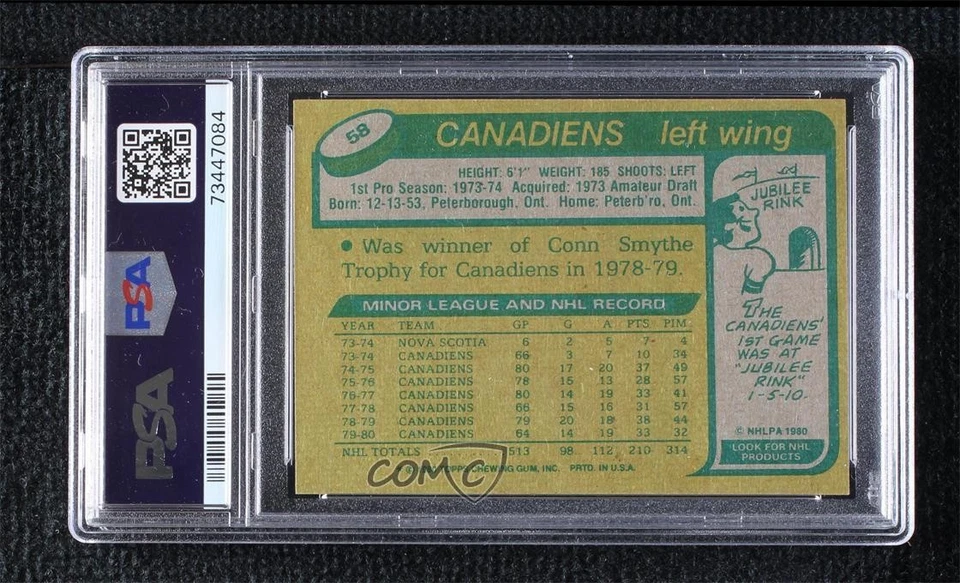 73447084
PSA
PSA
58
CANADIENS left wing
HEIGHT: 6'1" WEIGHT: 185 SHOOTS: LEFT
1st Pro Season: 1973-74 Acquired: 1973 Amateur Draft
Born: 12-13-53, Peterborough, Ont. Home: Peterb'ro, Ont.
• Was winner of Conn Smythe
Trophy for Canadiens in 1978-79.
MINOR LEAGUE AND NHL RECORD
YEAR TEAM GP G A PTS PIM
73-74 NOVA SCOTIA 6 2 5 7 4
73-74 CANADIENS 66 3 7 10 34
74-75 CANADIENS 80 17 20 37 49
75-76 CANADIENS 78 15 13 28 57
76-77 CANADIENS 80 14 19 33 41
77-78 CANADIENS 66 15 16 31 57
78-79 CANADIENS 79 20 18 38 44
79-80 CANADIENS 64 14 19 33 32
NHL TOTALS 513 98 112 210 314
TOPPS CHEWING GUM, INC. PRTD. IN U.S.A.
COMC
JUBILEE
RINK
THE
CANADIENS'
1ST GAME
WAS AT
"JUBILEE
RINK"
1-5-10.
© NHLPA 1980
LOOK FOR NHL
PRODUCTS